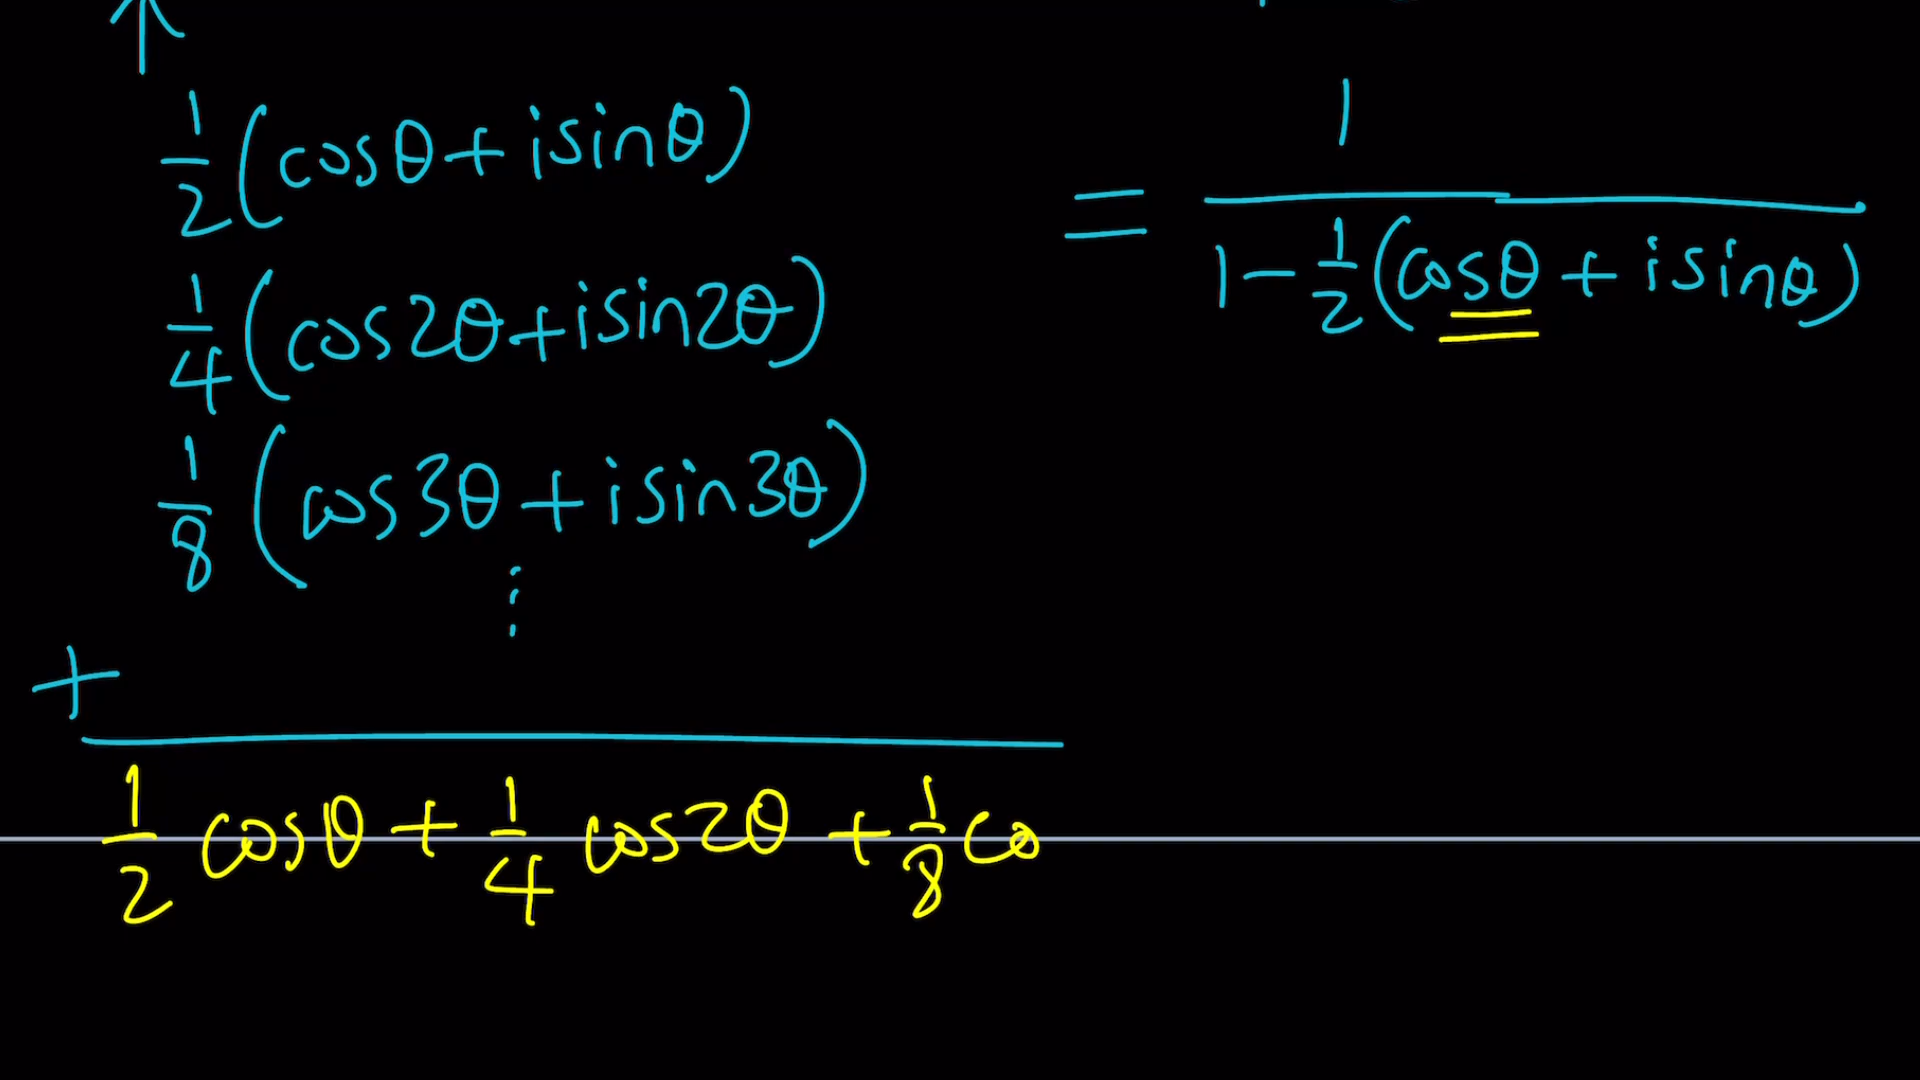 1/2 (cosθ + isinθ)
1/4 (cos2θ + isin2θ)
1/8 (cos3θ + isin3θ)
⋮
+
1/2 cosθ + 1/4 cos2θ + 1/8 co
= 1/(1 - 1/2 (cosθ + isinθ))